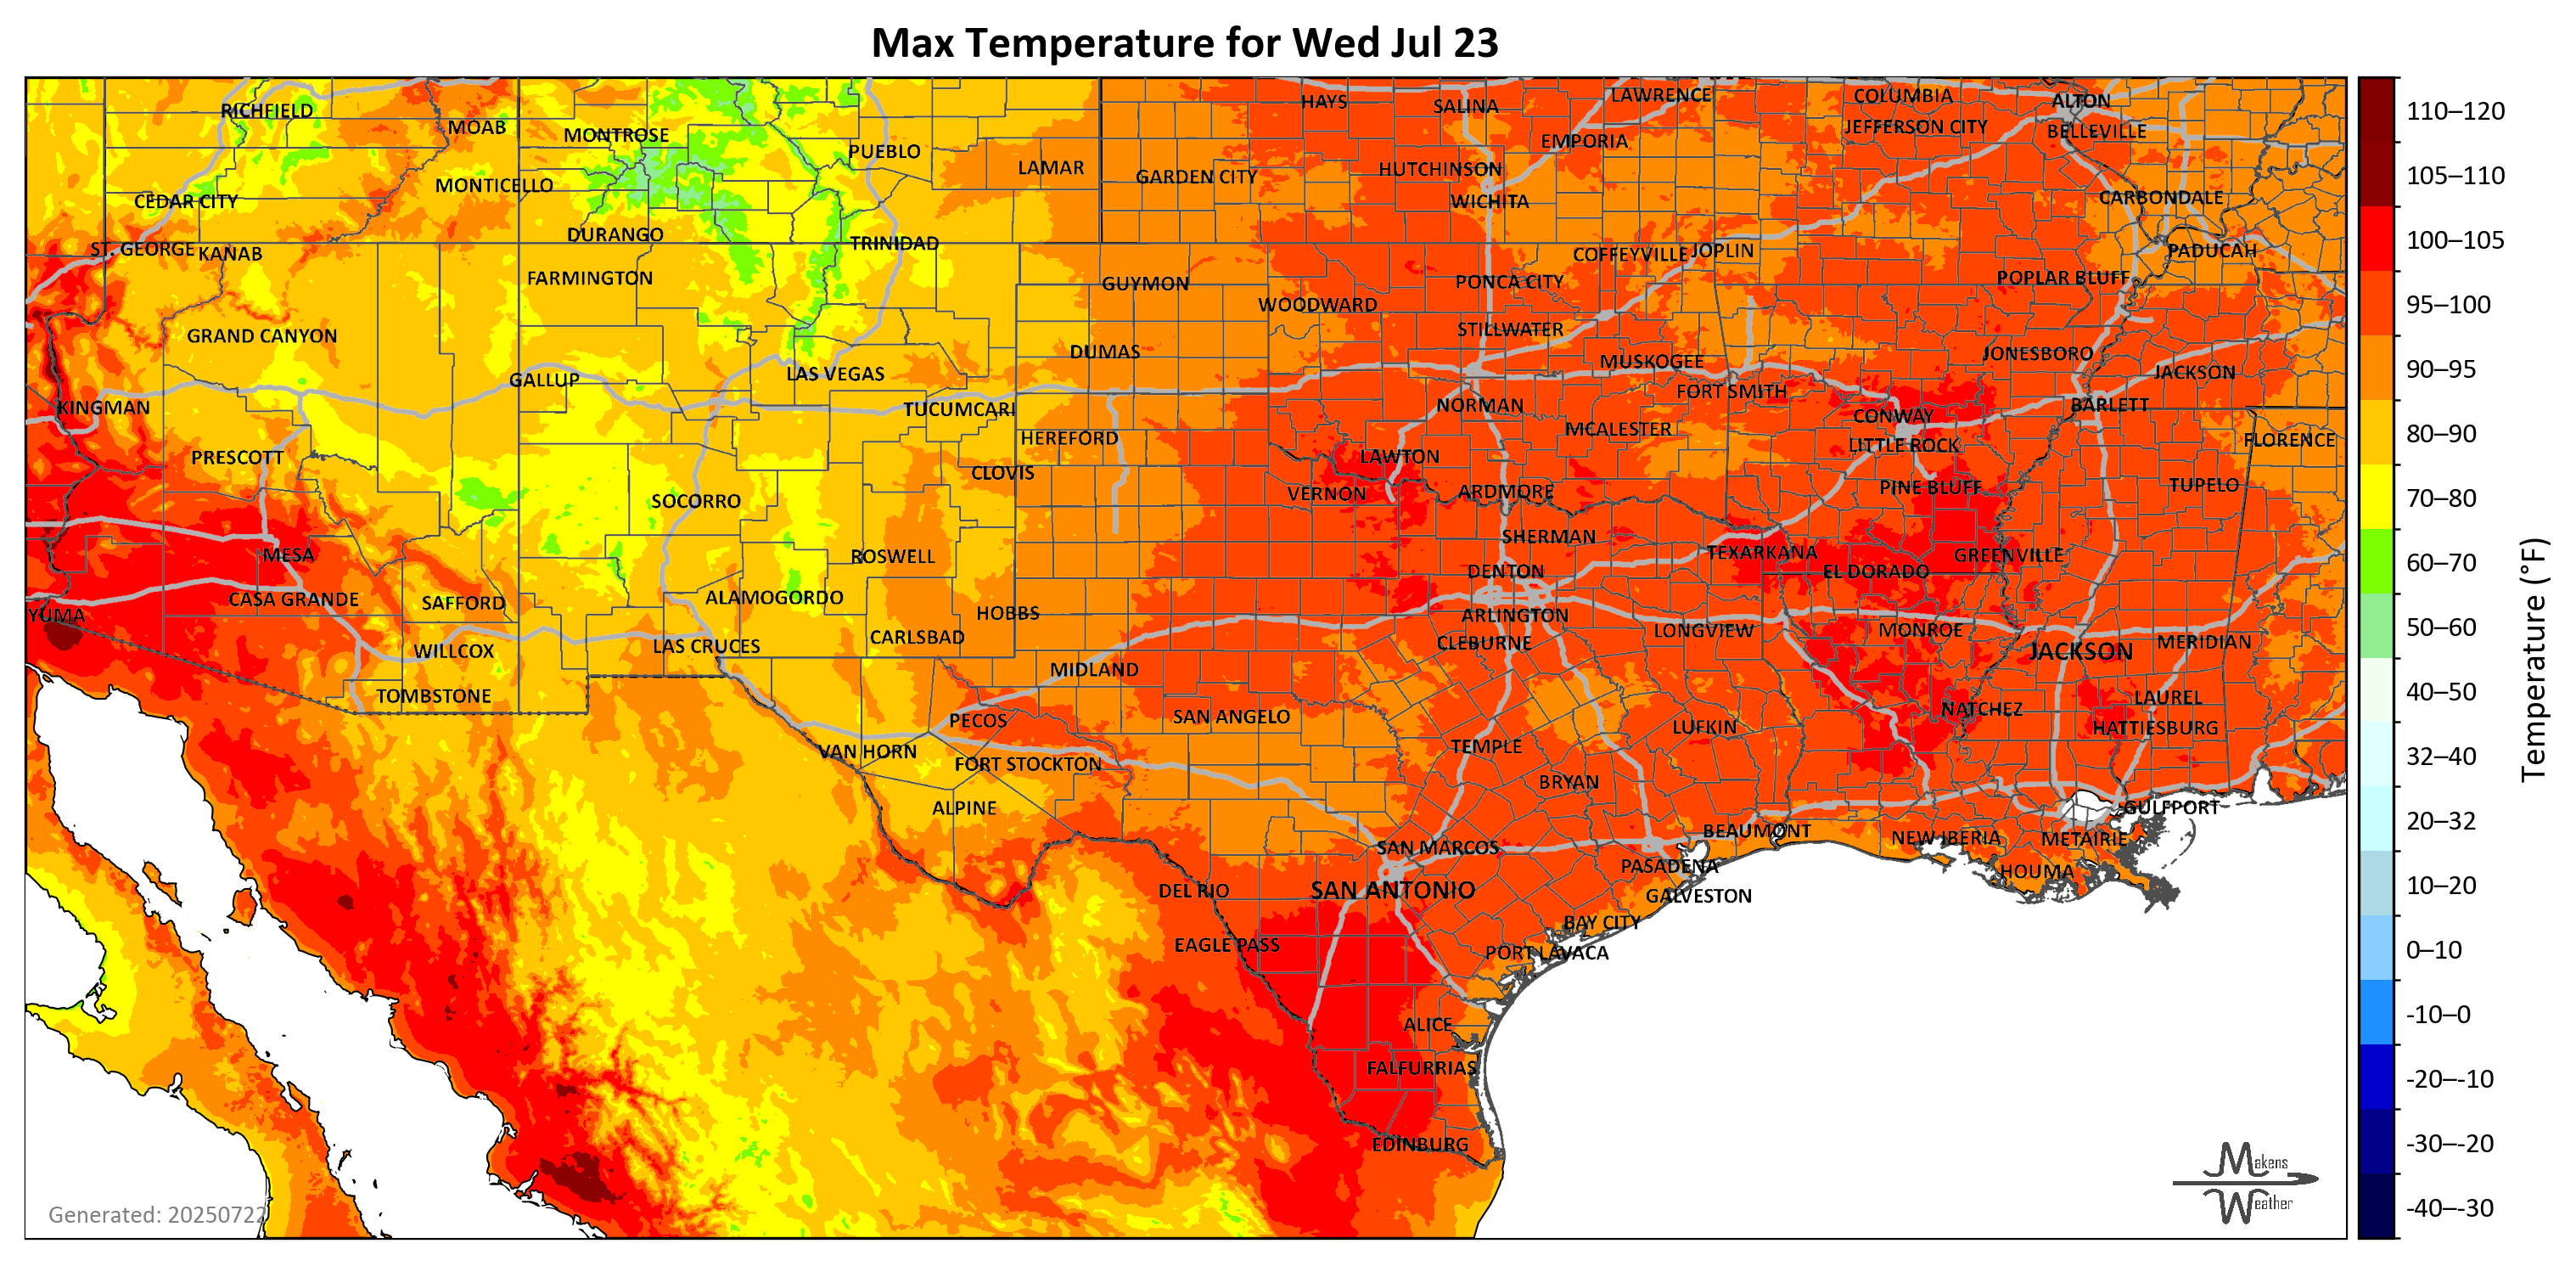 Max Temperature for Wed Jul 23
RICHFIELD
MOAB
MONTROSE
PUEBLO
LAMAR
HAYS
SALINA
LAWRENCE
COLUMBIA
ALTON
EMPORIA
JEFFERSON CITY
BELLEVILLE
MONTICELLO
GARDEN CITY
HUTCHINSON
CEDAR CITY
WICHITA
CARBONDALE
DURANGO
TRINIDAD
ST. GEORGE
KANAB
COFFEYVILLE
JOPLIN
PADUCAH
FARMINGTON
GUYMON
PONCA CITY
POPLAR BLUFF
WOODWARD
GRAND CANYON
STILLWATER
DUMAS
MUSKOGEE
JONESBORO
GALLUP
LAS VEGAS
FORT SMITH
JACKSON
KINGMAN
TUCUMCARI
NORMAN
CONWAY
BARLETT
HEREFORD
MCALESTER
LITTLE ROCK
FLORENCE
PRESCOTT
CLOVIS
LAWTON
SOCORRO
VERNON
ARDMORE
PINE BLUFF
TUPELO
MESA
ROSWELL
SHERMAN
TEXARKANA
GREENVILLE
CASA GRANDE
SAFFORD
ALAMOGORDO
DENTON
EL DORADO
YUMA
HOBBS
ARLINGTON
WILLCOX
LAS CRUCES
CARLSBAD
CLEBURNE
LONGVIEW
MONROE
JACKSON
MERIDIAN
TOMBSTONE
MIDLAND
PECOS
SAN ANGELO
NATCHEZ
LAUREL
VAN HORN
FORT STOCKTON
TEMPLE
LUFKIN
HATTIESBURG
ALPINE
BRYAN
GULFPORT
SAN MARCOS
BEAUMONT
NEW IBERIA
METAIRIE
DEL RIO
SAN ANTONIO
PASADENA
HOUMA
GALVESTON
EAGLE PASS
BAY CITY
PORT LAVACA
ALICE
FALFURRIAS
EDINBURG
110–120
105–110
100–105
95–100
90–95
80–90
70–80
60–70
50–60
40–50
32–40
20–32
10–20
0–10
-10–0
-20–-10
-30–-20
-40–-30
Temperature (°F)
Generated: 20250722
Makens
Weather